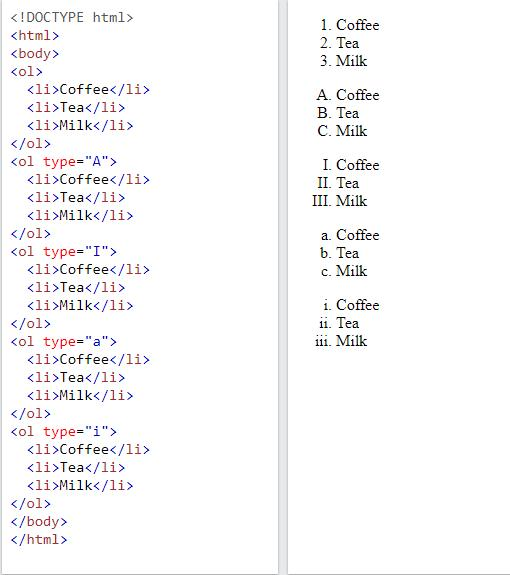 <!DOCTYPE html>
<html>
<body>
<ol>
  <li>Coffee</li>
  <li>Tea</li>
  <li>Milk</li>
</ol>
<ol type="A">
  <li>Coffee</li>
  <li>Tea</li>
  <li>Milk</li>
</ol>
<ol type="I">
  <li>Coffee</li>
  <li>Tea</li>
  <li>Milk</li>
</ol>
<ol type="a">
  <li>Coffee</li>
  <li>Tea</li>
  <li>Milk</li>
</ol>
<ol type="i">
  <li>Coffee</li>
  <li>Tea</li>
  <li>Milk</li>
</ol>
</body>
</html>
1. Coffee
2. Tea
3. Milk
A. Coffee
B. Tea
C. Milk
I. Coffee
II. Tea
III. Milk
a. Coffee
b. Tea
c. Milk
i. Coffee
ii. Tea
iii. Milk